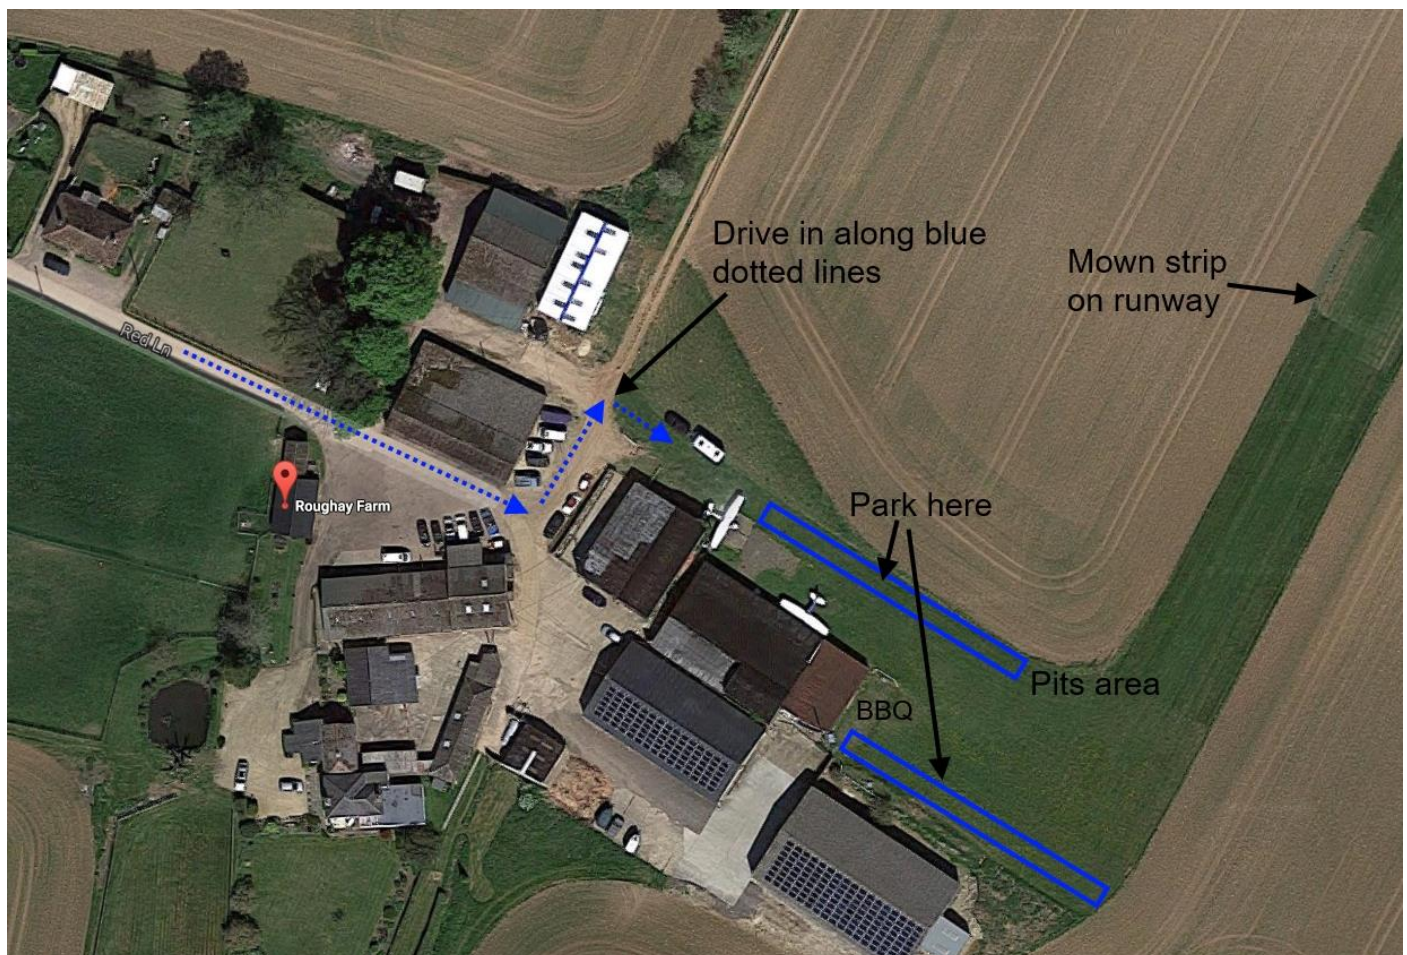 Drive in along blue
dotted lines
Mown strip
on runway
Red Ln
Roughay Farm
Park here
Pits area
BBQ